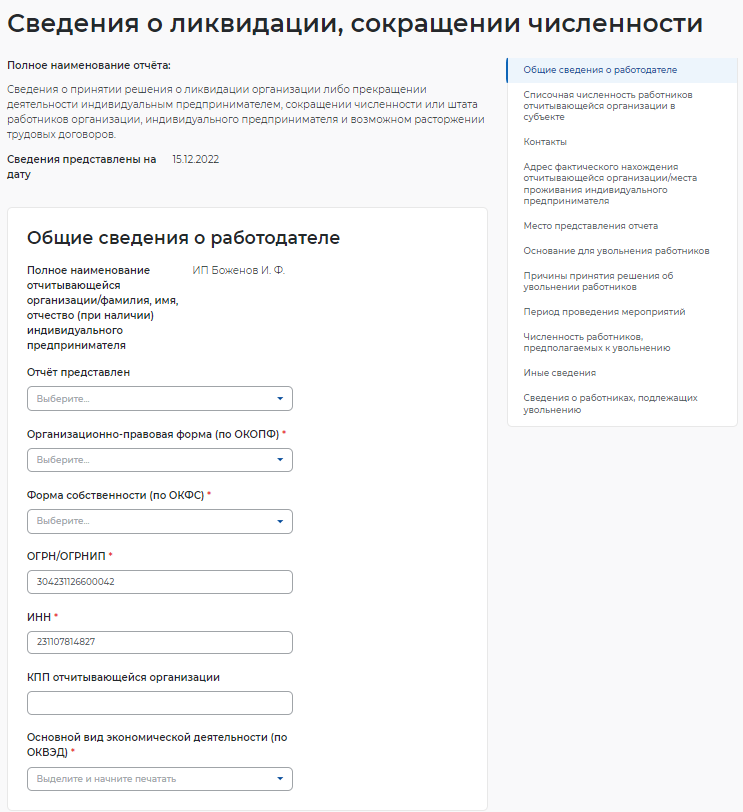 Сведения о ликвидации, сокращении численности
Полное наименование отчёта:
Сведения о принятии решения о ликвидации организации либо прекращении
деятельности индивидуальным предпринимателем, сокращении численности или штата
работников организации, индивидуального предпринимателя и возможном расторжении
трудовых договоров.
Сведения представлены на
дату
15.12.2022
Общие сведения о работодателе
Полное наименование
отчитывающейся
организации/фамилия, имя,
отчество (при наличии)
индивидуального
предпринимателя
ИП Боженов И. Ф.
Отчёт представлен
Выберите...
Организационно-правовая форма (по ОКОПФ) *
Выберите...
Форма собственности (по ОКФС) *
Выберите...
ОГРН/ОГРНИП *
304231126600042
ИНН *
231107814827
КПП отчитывающейся организации
Основной вид экономической деятельности (по
ОКВЭД) *
Выделите и начните печатать
Общие сведения о работодателе
Списочная численность работников
отчитывающейся организации в
субъекте
Контакты
Адрес фактического нахождения
отчитывающейся организации/места
проживания индивидуального
предпринимателя
Место представления отчета
Основание для увольнения работников
Причины принятия решения об
увольнении работников
Период проведения мероприятий
Численность работников,
предполагаемых к увольнению
Иные сведения
Сведения о работниках, подлежащих
увольнению